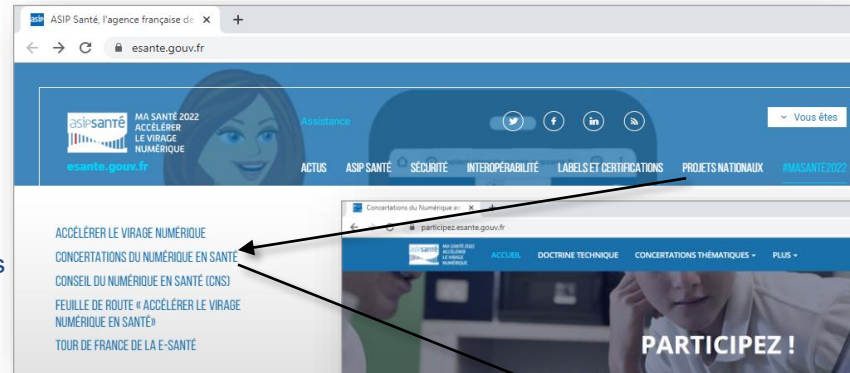 asip ASIP Santé, l'agence française de × +
esante.gouv.fr
asipsanté
MA SANTÉ 2022
ACCÉLÉRER
LE VIRAGE
NUMÉRIQUE
esante.gouv.fr
Assistance
Vous êtes
ACTUS ASIP SANTÉ SÉCURITÉ INTEROPÉRABILITÉ LABELS ET CERTIFICATIONS PROJETS NATIONAUX #MASANTÉ2022
ACCÉLÉRER LE VIRAGE NUMÉRIQUE
CONCERTATIONS DU NUMÉRIQUE EN SANTÉ
CONSEIL DU NUMÉRIQUE EN SANTÉ (CNS)
FEUILLE DE ROUTE « ACCÉLÉRER LE VIRAGE
NUMÉRIQUE EN SANTÉ»
TOUR DE FRANCE DE LA E-SANTÉ
s
Concertations du Numérique en × +
participez.esante.gouv.fr
asipsanté
MA SANTÉ 2022
ACCÉLÉRER
LE VIRAGE
NUMÉRIQUE
ACCUEIL DOCTRINE TECHNIQUE CONCERTATIONS THÉMATIQUES PLUS
PARTICIPEZ !